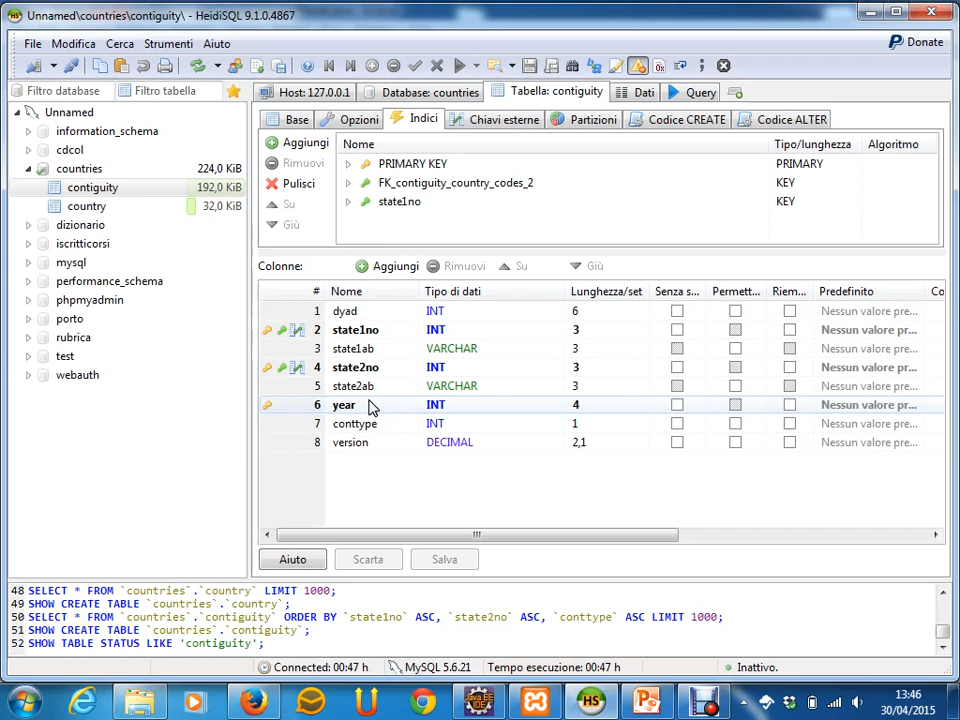 Unnamed\countries\contiguity\ - HeidiSQL 9.1.0.4867
File Modifica Cerca Strumenti Aiuto
Donate
Filtro database Filtro tabella
Host: 127.0.0.1 Database: countries Tabella: contiguity Dati Query
Unnamed
information_schema
cdcol
countries 224,0 KiB
contiguity 192,0 KiB
country 32,0 KiB
dizionario
iscritticorsi
mysql
performance_schema
phpmyadmin
porto
rubrica
test
webauth
Base Opzioni Indici Chiavi esterne Partizioni Codice CREATE Codice ALTER
Aggiungi
Rimuovi
Pulisci
Su
Giù
Nome Tipo/lunghezza Algoritmo
PRIMARY KEY PRIMARY
FK_contiguity_country_codes_2 KEY
state1no KEY
Colonne: Aggiungi Rimuovi Su Giù
# Nome Tipo di dati Lunghezza/set Senza s... Permett... Riem... Predefinito Co
1 dyad INT 6 Nessun valore pre...
2 state1no INT 3 Nessun valore pr...
3 state1ab VARCHAR 3 Nessun valore pre...
4 state2no INT 3 Nessun valore pr...
5 state2ab VARCHAR 3 Nessun valore pre...
6 year INT 4 Nessun valore pr...
7 conttype INT 1 Nessun valore pre...
8 version DECIMAL 2,1 Nessun valore pre...
Aiuto Scarta Salva
48 SELECT * FROM `countries`.`country` LIMIT 1000;
49 SHOW CREATE TABLE `countries`.`country`;
50 SELECT * FROM `countries`.`contiguity` ORDER BY `state1no` ASC, `state2no` ASC, `conttype` ASC LIMIT 1000;
51 SHOW CREATE TABLE `countries`.`contiguity`;
52 SHOW TABLE STATUS LIKE 'contiguity';
Connected: 00:47 h MySQL 5.6.21 Tempo esecuzione: 00:47 h Inattivo.
13:46
30/04/2015